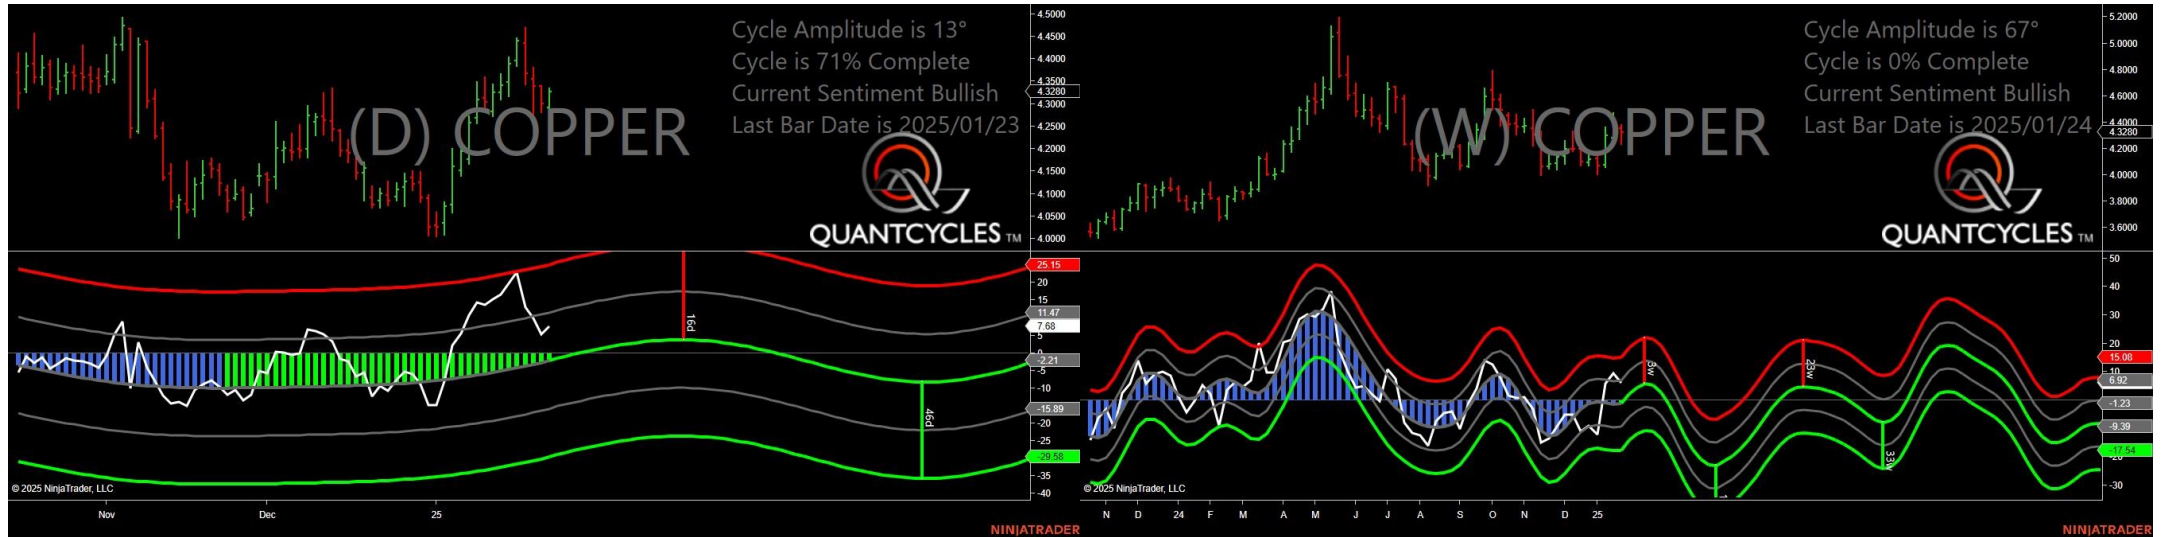 Cycle Amplitude is 13°
Cycle is 71% Complete
Current Sentiment Bullish
Last Bar Date is 2025/01/23
(D) COPPER
QUANTCYCLES TM
4.5000
4.4500
4.4000
4.3500
4.3280
4.3000
4.2500
4.2000
4.1500
4.1000
4.0500
4.0000
25.15
20
15
11.47
7.68
5
-2.21
-5
-10
-15.89
-20
-25
-29.58
-35
-40
16d
46d
© 2025 NinjaTrader, LLC
Nov
Dec
25
NINJATRADER
Cycle Amplitude is 67°
Cycle is 0% Complete
Current Sentiment Bullish
Last Bar Date is 2025/01/24
(W) COPPER
QUANTCYCLES TM
5.2000
5.0000
4.8000
4.6000
4.4000
4.3280
4.2000
4.0000
3.8000
3.6000
50
40
30
20
15.08
10
6.92
-1.23
-9.39
-17.54
-30
23w
33w
© 2025 NinjaTrader, LLC
N D 24 F M A M J J A S O N D 25
NINJATRADER